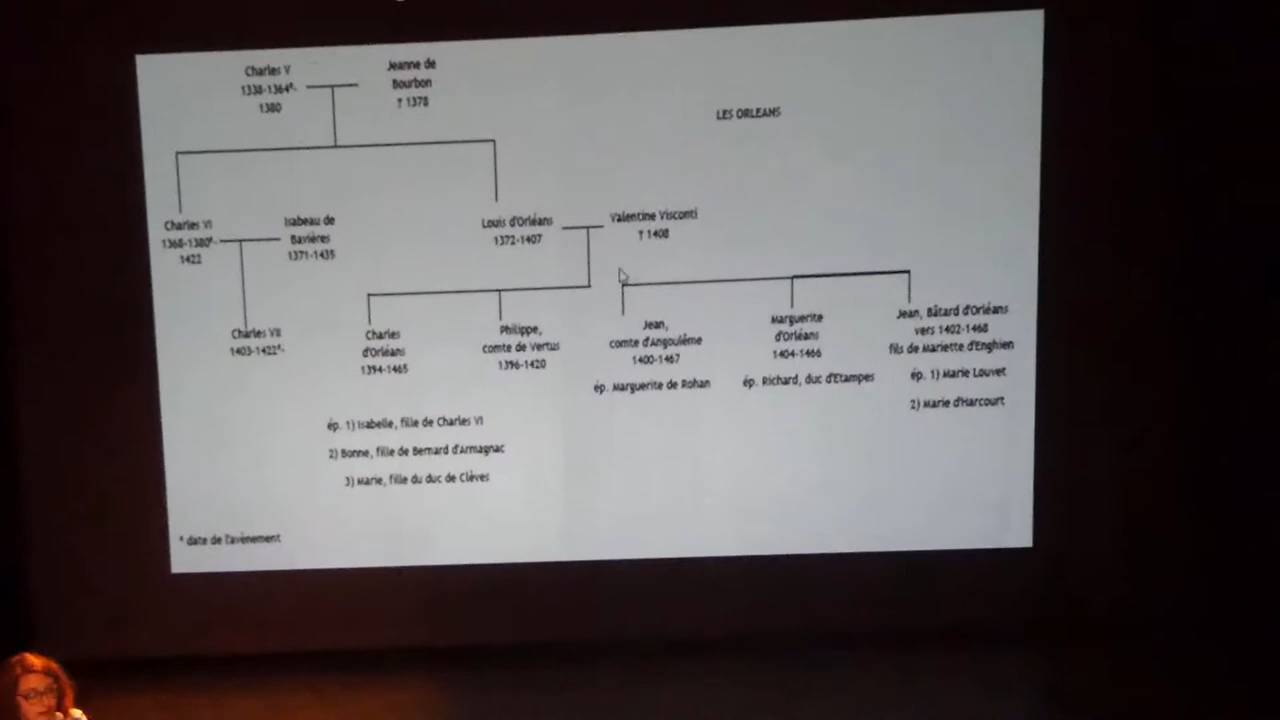 Charles V
1338-1364*-
1380
Jeanne de
Bourbon
† 1378
LES ORLEANS
Charles VI
1368-1380*-
1422
Isabeau de
Bavières
1371-1435
Louis d'Orléans
1372-1407
Valentine Visconti
† 1408
Charles VII
1403-1422*-
Charles
d'Orléans
1394-1465
Philippe,
comte de Vertus
1396-1420
Jean,
comte d'Angoulême
1400-1467
ép. Marguerite de Rohan
Marguerite
d'Orléans
1404-1466
ép. Richard, duc d'Etampes
Jean, Bâtard d'Orléans
vers 1402-1468
fils de Mariette d'Enghien
ép. 1) Marie Louvet
2) Marie d'Harcourt
ép. 1) Isabelle, fille de Charles VI
2) Bonne, fille de Bernard d'Armagnac
3) Marie, fille du duc de Clèves
* date de l'avènement